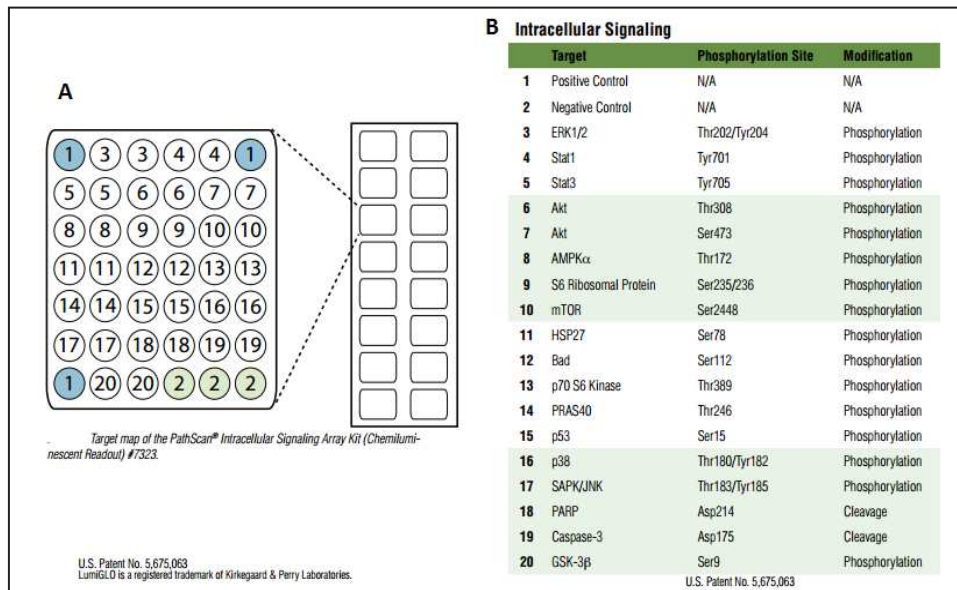 A
1 3 3 4 4 1
5 5 6 6 7 7
8 8 9 9 10 10
11 11 12 12 13 13
14 14 15 15 16 16
17 17 18 18 19 19
1 20 20 2 2 2
. Target map of the PathScan® Intracellular Signaling Array Kit (Chemilumi-
nescent Readout) #7323.
U.S. Patent No. 5,675,063
LumiGLO is a registered trademark of Kirkegaard & Perry Laboratories.
B Intracellular Signaling
Target Phosphorylation Site Modification
1 Positive Control N/A N/A
2 Negative Control N/A N/A
3 ERK1/2 Thr202/Tyr204 Phosphorylation
4 Stat1 Tyr701 Phosphorylation
5 Stat3 Tyr705 Phosphorylation
6 Akt Thr308 Phosphorylation
7 Akt Ser473 Phosphorylation
8 AMPKα Thr172 Phosphorylation
9 S6 Ribosomal Protein Ser235/236 Phosphorylation
10 mTOR Ser2448 Phosphorylation
11 HSP27 Ser78 Phosphorylation
12 Bad Ser112 Phosphorylation
13 p70 S6 Kinase Thr389 Phosphorylation
14 PRAS40 Thr246 Phosphorylation
15 p53 Ser15 Phosphorylation
16 p38 Thr180/Tyr182 Phosphorylation
17 SAPK/JNK Thr183/Tyr185 Phosphorylation
18 PARP Asp214 Cleavage
19 Caspase-3 Asp175 Cleavage
20 GSK-3β Ser9 Phosphorylation
U.S. Patent No. 5,675,063